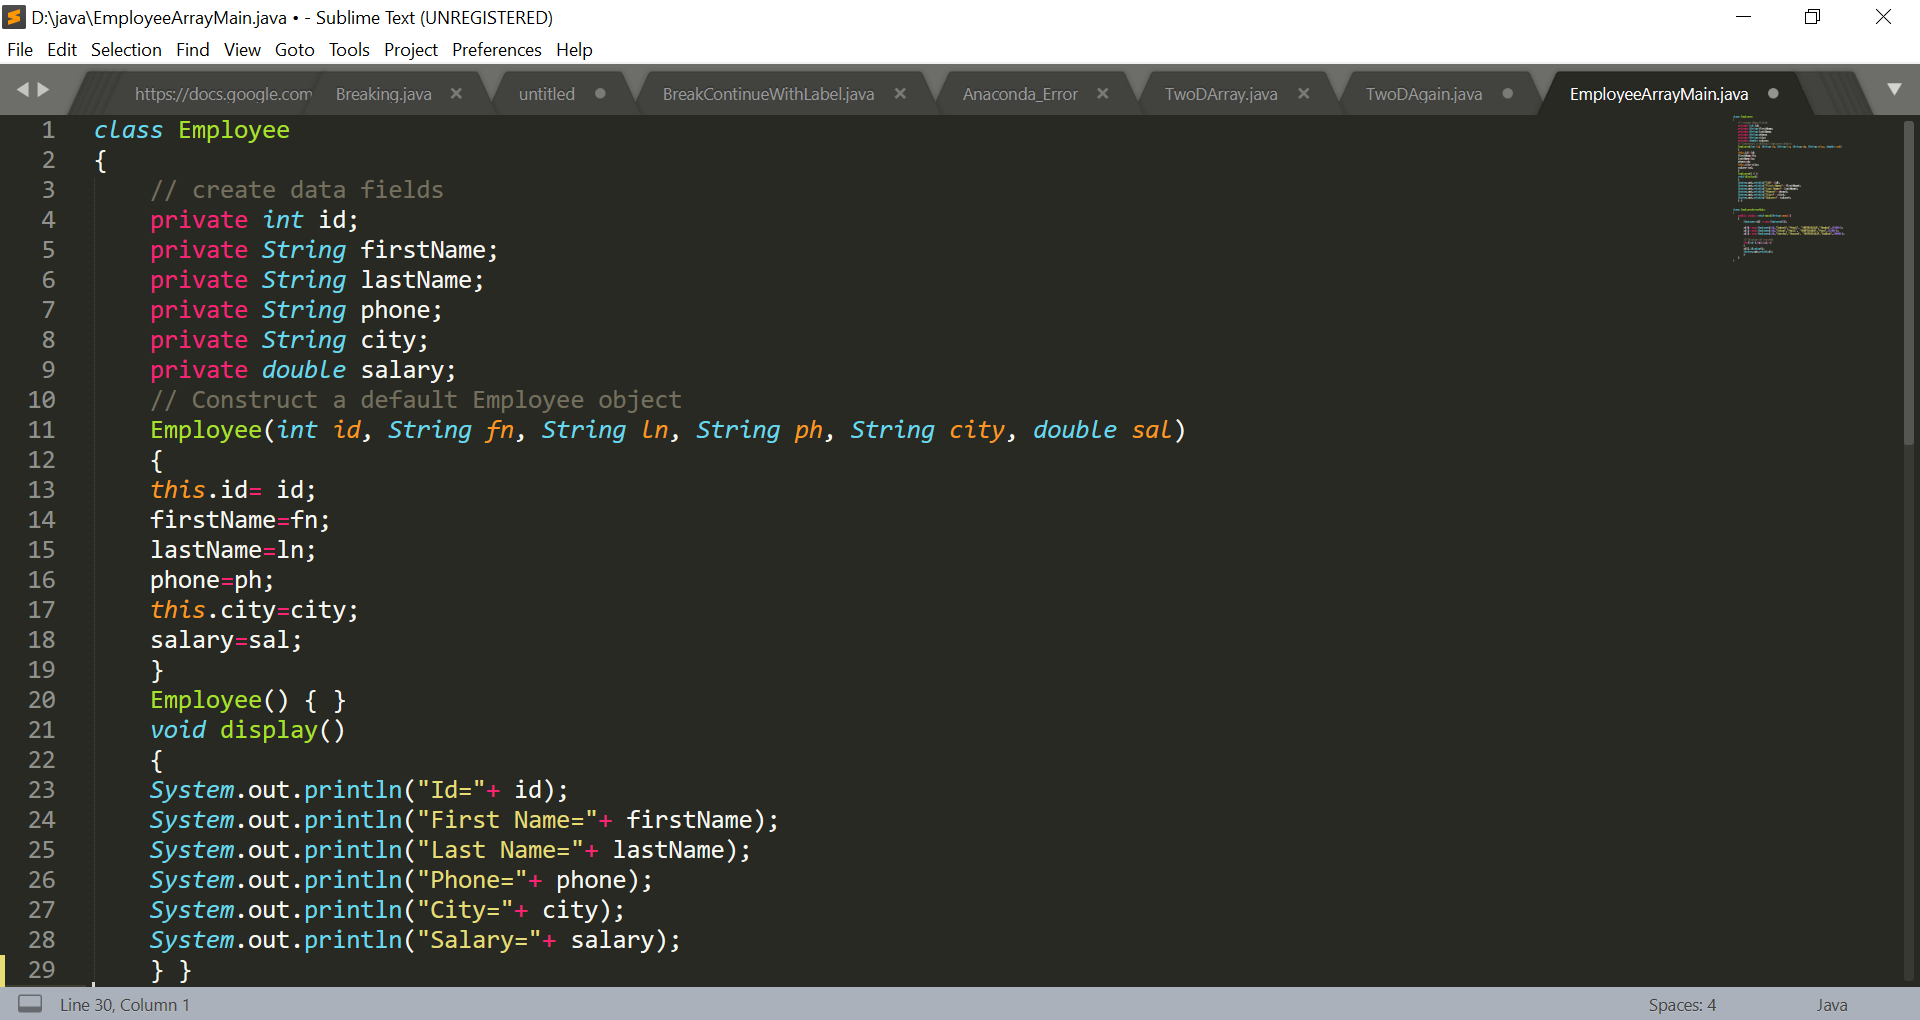 D:\java\EmployeeArrayMain.java • - Sublime Text (UNREGISTERED)
File Edit Selection Find View Goto Tools Project Preferences Help
https://docs.google.com Breaking.java untitled BreakContinueWithLabel.java Anaconda_Error TwoDArray.java TwoDAgain.java EmployeeArrayMain.java
1 class Employee
2 {
3 // create data fields
4 private int id;
5 private String firstName;
6 private String lastName;
7 private String phone;
8 private String city;
9 private double salary;
10 // Construct a default Employee object
11 Employee(int id, String fn, String ln, String ph, String city, double sal)
12 {
13 this.id= id;
14 firstName=fn;
15 lastName=ln;
16 phone=ph;
17 this.city=city;
18 salary=sal;
19 }
20 Employee() { }
21 void display()
22 {
23 System.out.println("Id="+ id);
24 System.out.println("First Name="+ firstName);
25 System.out.println("Last Name="+ lastName);
26 System.out.println("Phone="+ phone);
27 System.out.println("City="+ city);
28 System.out.println("Salary="+ salary);
29 } }
Line 30, Column 1 Spaces: 4 Java